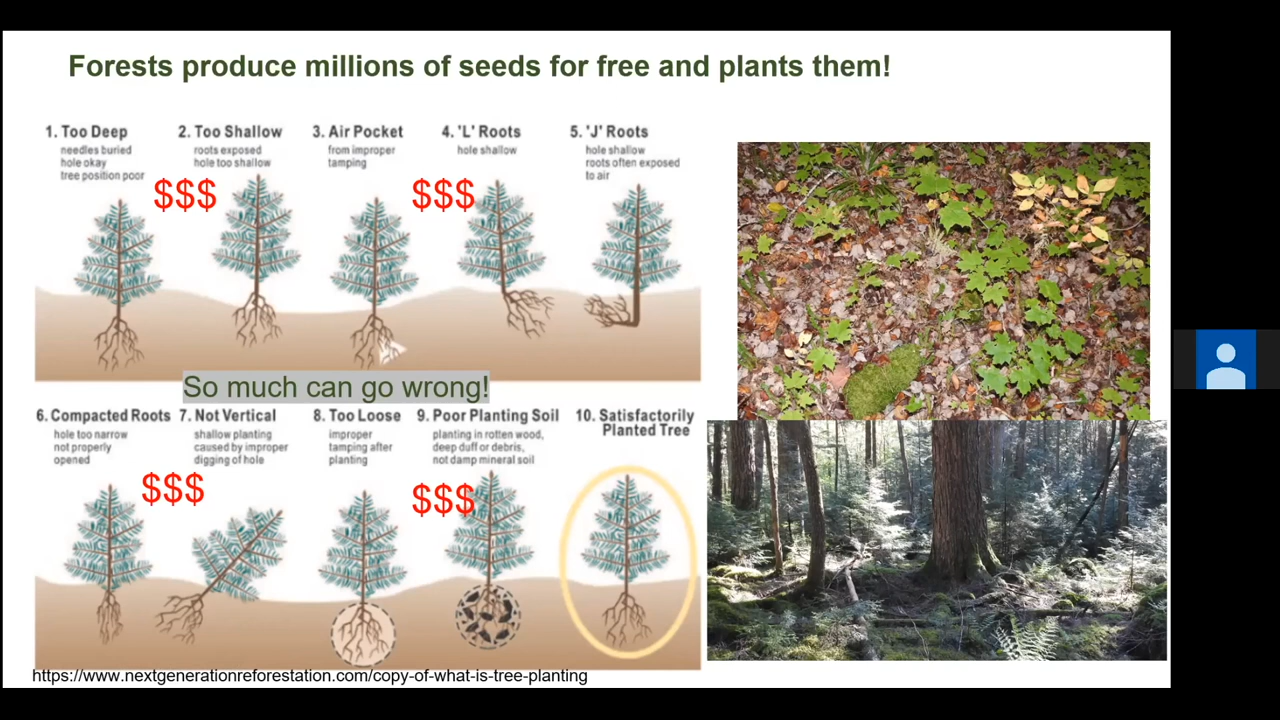 Forests produce millions of seeds for free and plants them!
1. Too Deep
needles buried
hole okay
tree position poor
2. Too Shallow
roots exposed
hole too shallow
3. Air Pocket
from improper
tamping
4. 'L' Roots
hole shallow
5. 'J' Roots
hole shallow
roots often exposed
to air
$$$
$$$
So much can go wrong!
6. Compacted Roots
hole too narrow
not properly
opened
7. Not Vertical
shallow planting
caused by improper
digging of hole
8. Too Loose
improper
tamping after
planting
9. Poor Planting Soil
planting in rotten wood,
deep duff or debris,
not damp mineral soil
10. Satisfactorily
Planted Tree
$$$
$$$
https://www.nextgenerationreforestation.com/copy-of-what-is-tree-planting